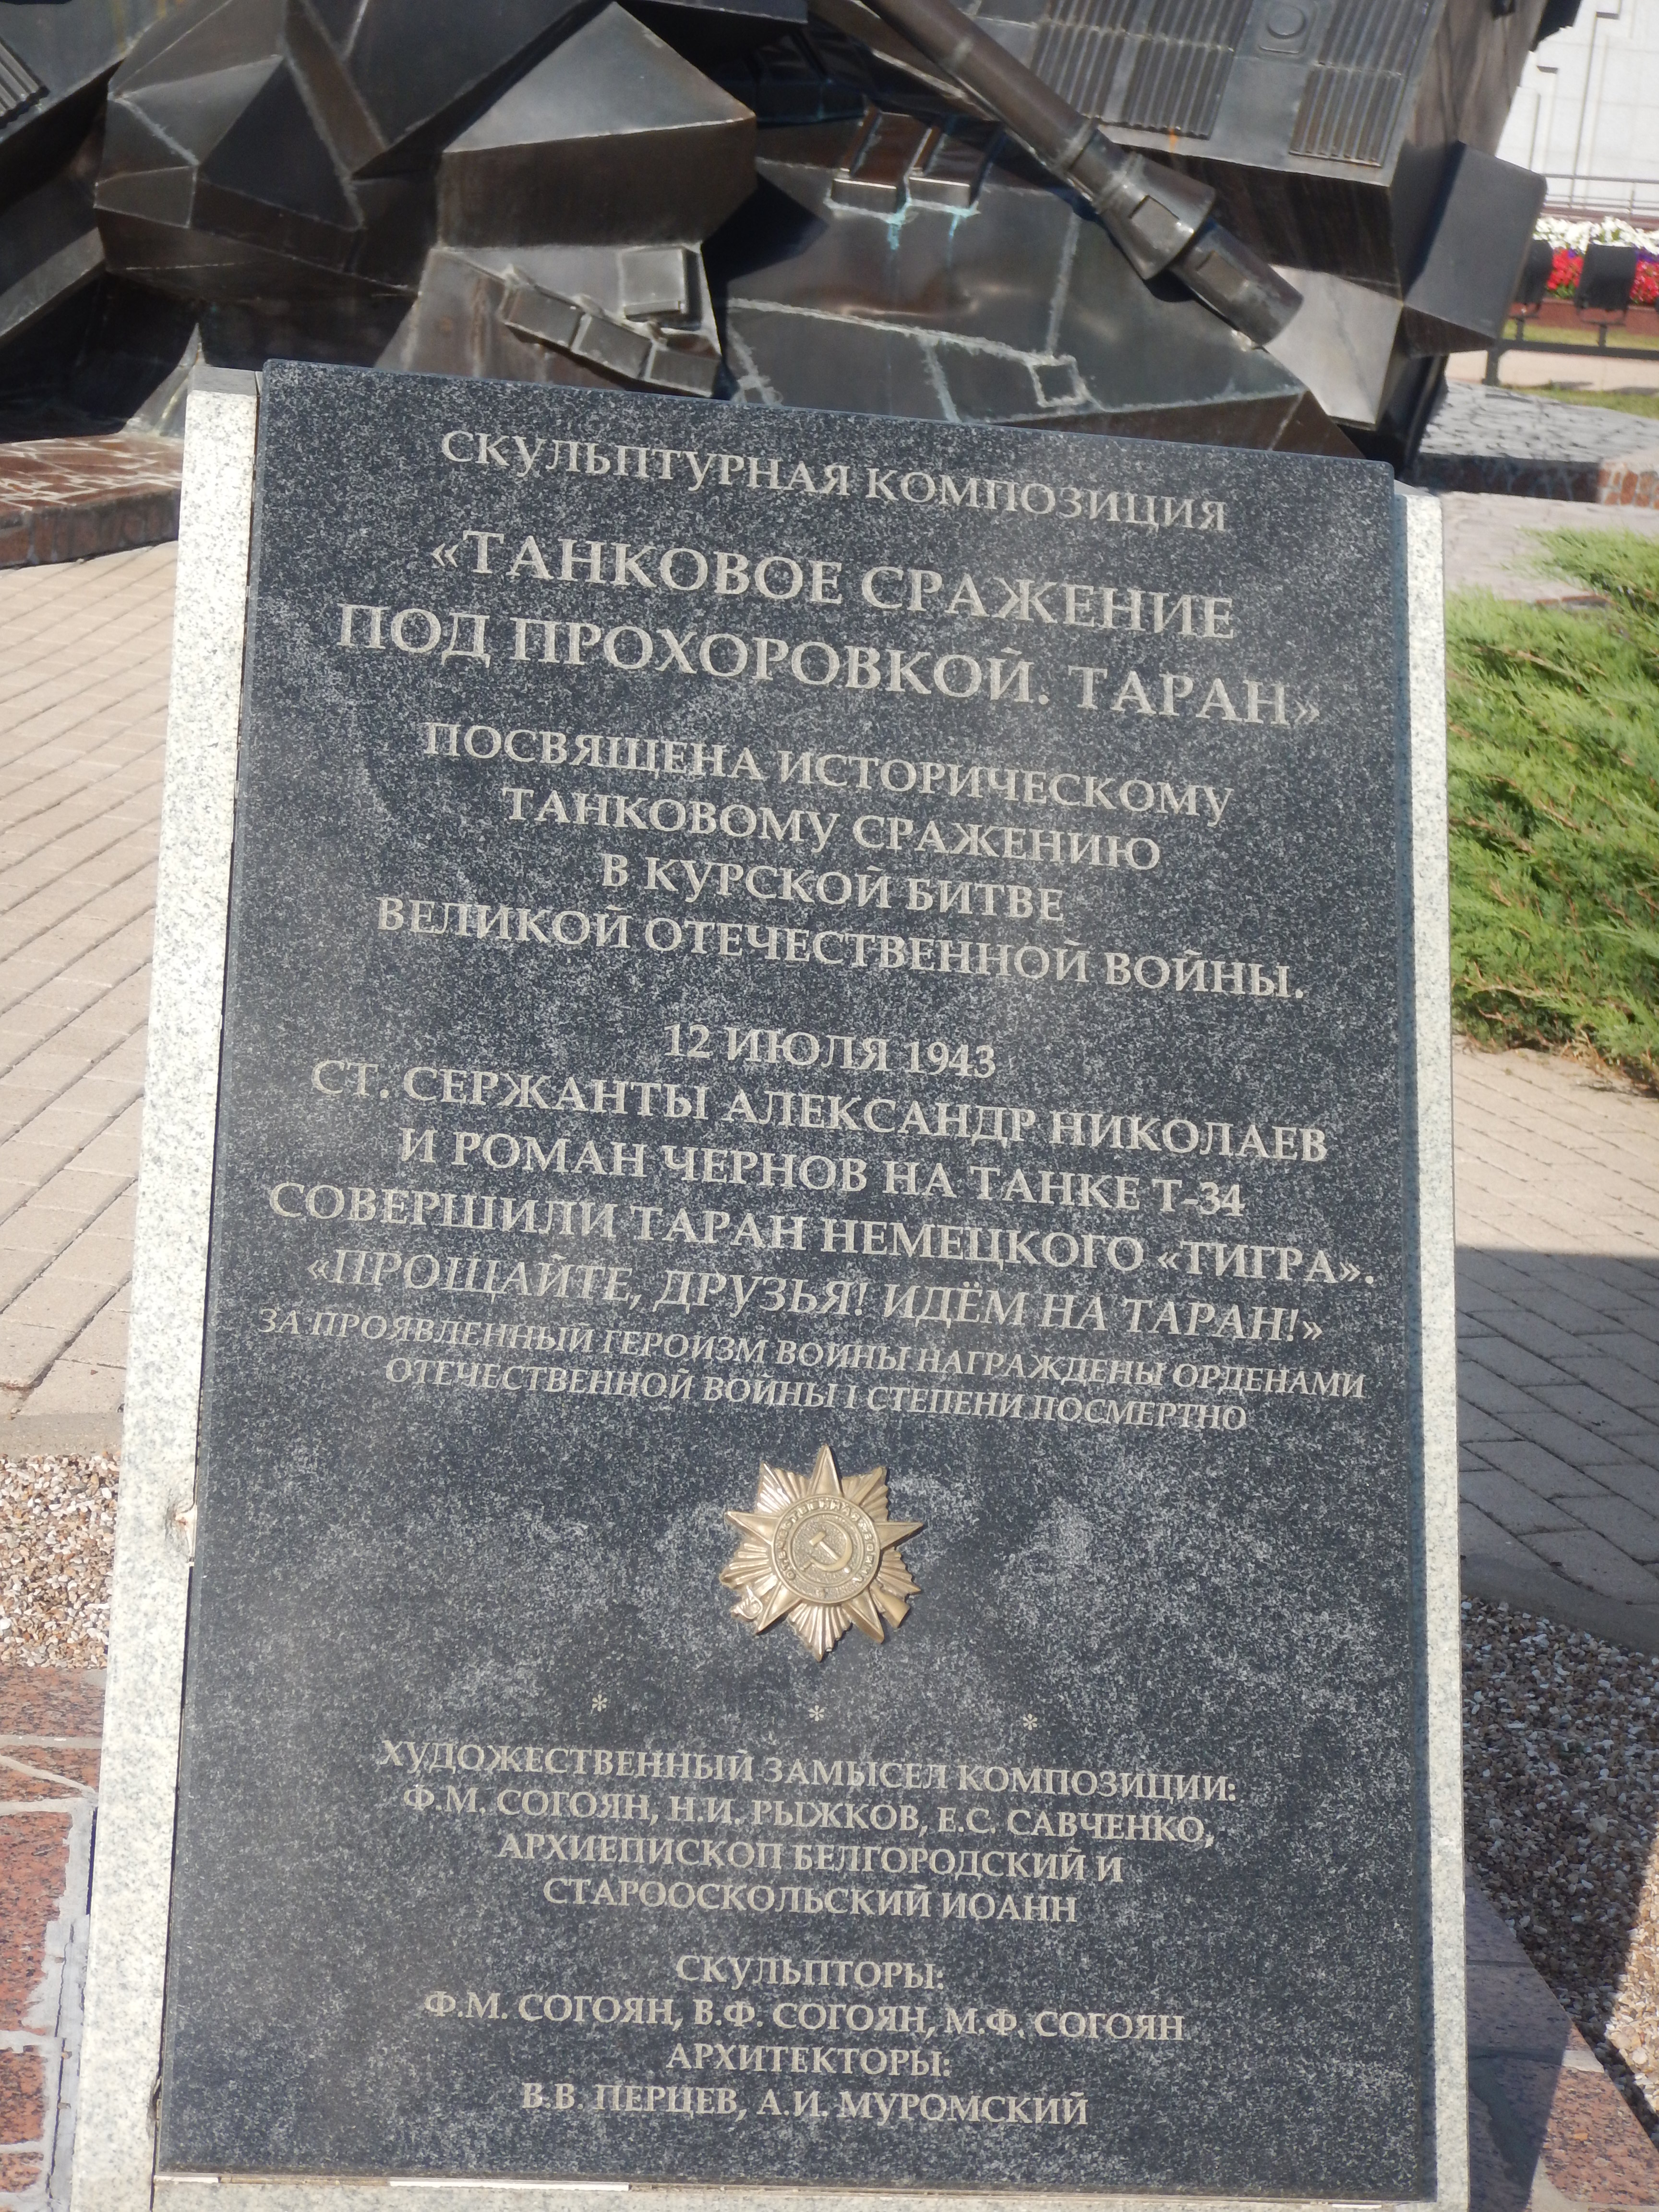 СКУЛЬПТУРНАЯ КОМПОЗИЦИЯ
«ТАНКОВОЕ СРАЖЕНИЕ
ПОД ПРОХОРОВКОЙ. ТАРАН»
ПОСВЯЩЕНА ИСТОРИЧЕСКОМУ
ТАНКОВОМУ СРАЖЕНИЮ
В КУРСКОЙ БИТВЕ
ВЕЛИКОЙ ОТЕЧЕСТВЕННОЙ ВОЙНЫ.
12 ИЮЛЯ 1943
СТ. СЕРЖАНТЫ АЛЕКСАНДР НИКОЛАЕВ
И РОМАН ЧЕРНОВ НА ТАНКЕ Т-34
СОВЕРШИЛИ ТАРАН НЕМЕЦКОГО «ТИГРА».
«ПРОЩАЙТЕ, ДРУЗЬЯ! ИДЁМ НА ТАРАН!»
ЗА ПРОЯВЛЕННЫЙ ГЕРОИЗМ ВОЙНЫ НАГРАЖДЕНЫ ОРДЕНАМИ
ОТЕЧЕСТВЕННОЙ ВОЙНЫ I СТЕПЕНИ ПОСМЕРТНО
* * *
ХУДОЖЕСТВЕННЫЙ ЗАМЫСЕЛ КОМПОЗИЦИИ:
Ф.М. СОГОЯН, Н.И. РЫЖКОВ, Е.С. САВЧЕНКО,
АРХИЕПИСКОП БЕЛГОРОДСКИЙ И
СТАРООСКОЛЬСКИЙ ИОАНН
СКУЛЬПТОРЫ:
Ф.М. СОГОЯН, В.Ф. СОГОЯН, М.Ф. СОГОЯН
АРХИТЕКТОРЫ:
В.В. ПЕРЦЕВ, А.И. МУРОМСКИЙ